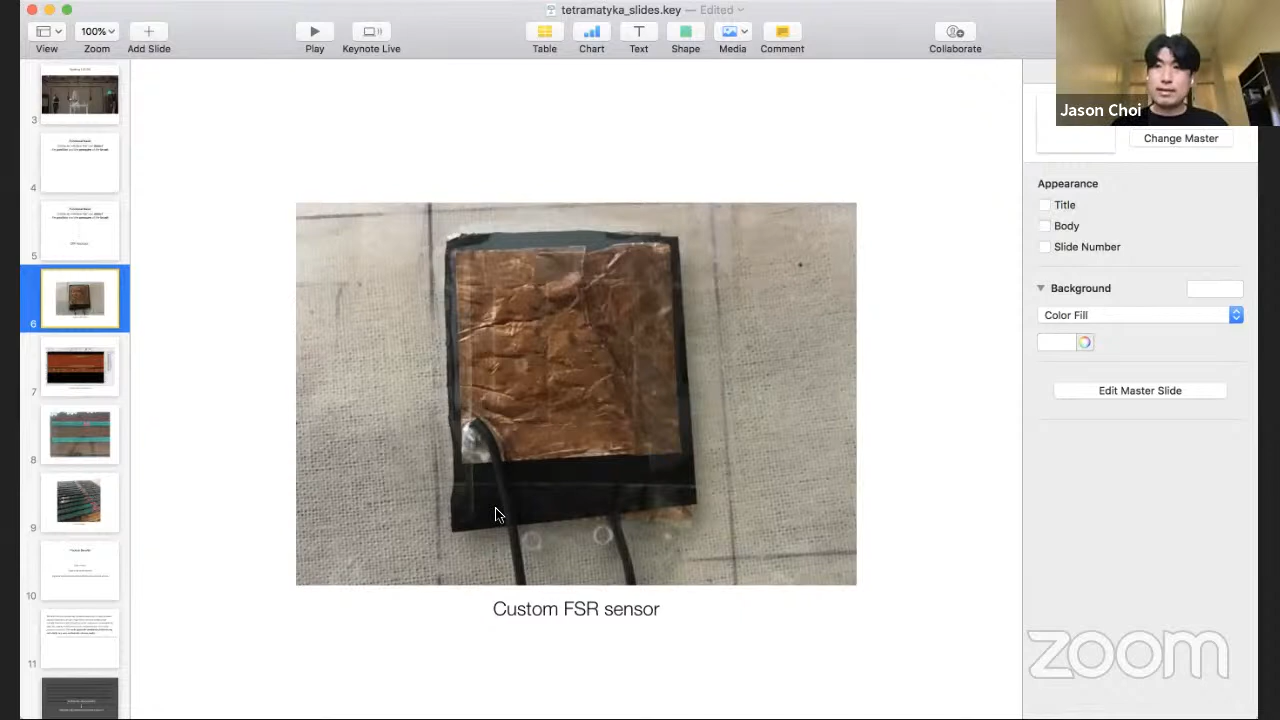 tetramatyka_slides.key — Edited
View
100%
Zoom
Add Slide
Play
Keynote Live
Table
Chart
Text
Shape
Media
Comment
Collaborate
Jason Choi
Change Master
Appearance
Title
Body
Slide Number
Background
Color Fill
Edit Master Slide
3
4
5
6
7
8
9
10
11
Custom FSR sensor
zoom